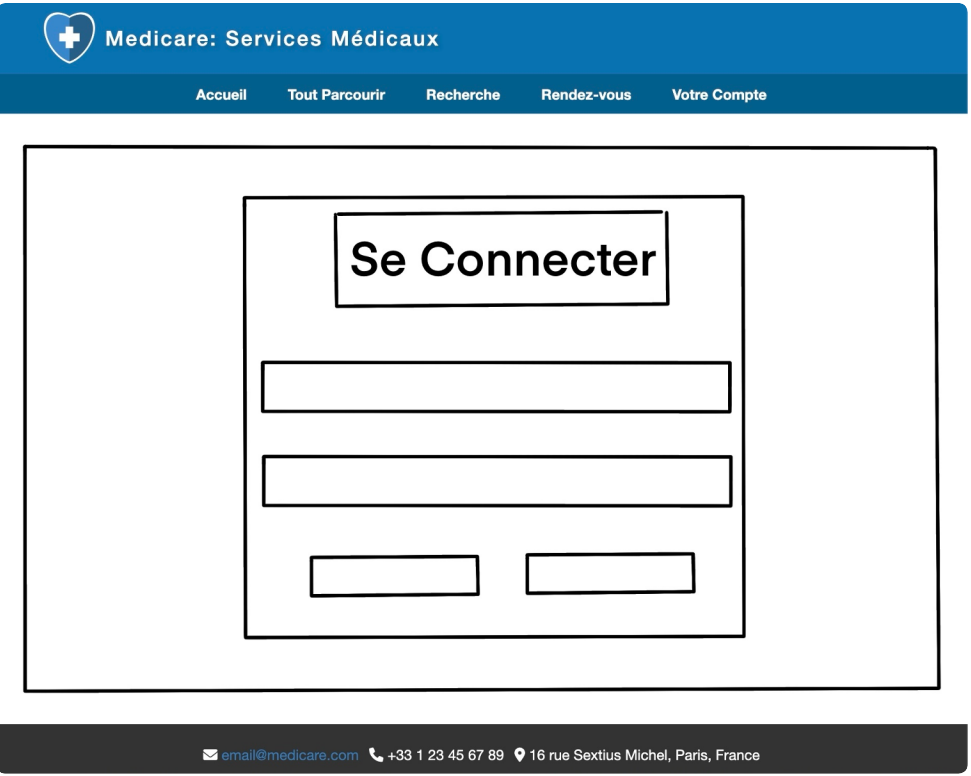 Medicare: Services Médicaux
Accueil Tout Parcourir Recherche Rendez-vous Votre Compte
Se Connecter
email@medicare.com +33 1 23 45 67 89 16 rue Sextius Michel, Paris, France